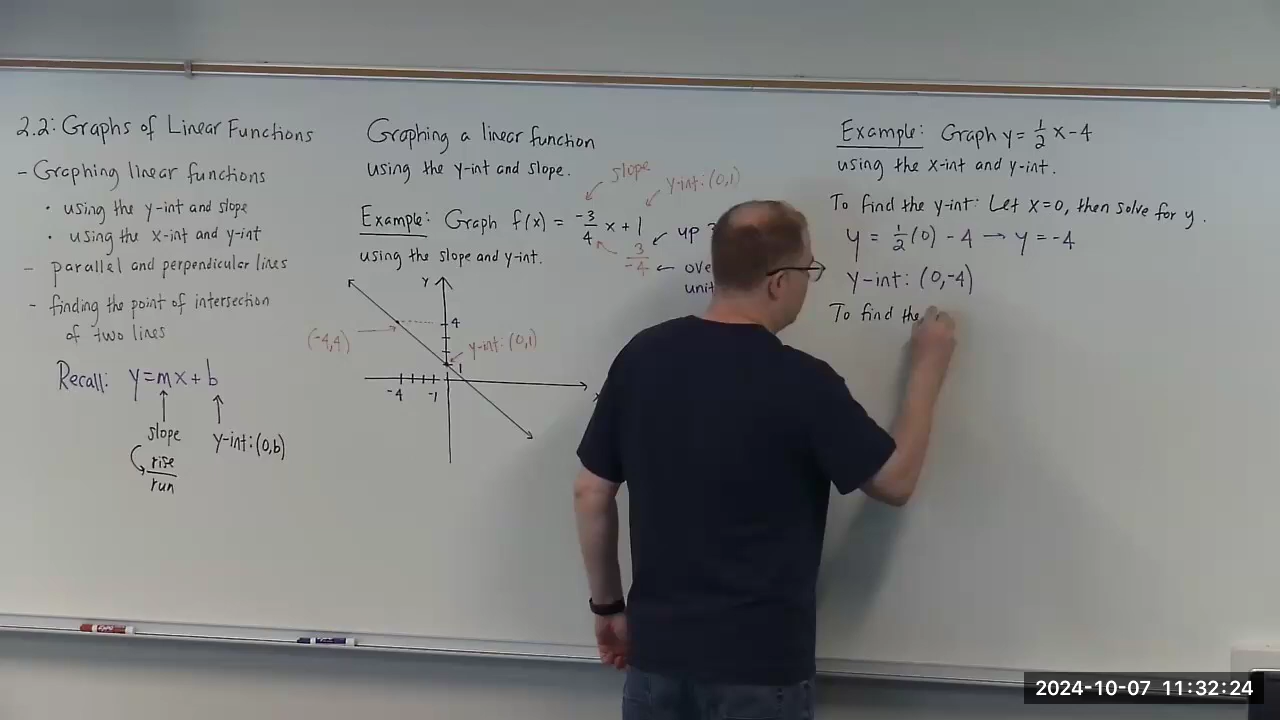 2.2: Graphs of Linear Functions
- Graphing linear functions
• using the y-int and slope
• using the x-int and y-int
- parallel and perpendicular lines
- finding the point of intersection
of two lines
Recall: y=mx+b
slope
y-int:(0,b)
rise
run
Graphing a linear function
using the y-int and slope.
slope
y-int:(0,1)
Example: Graph f(x) = -3/4 x + 1
up
3/-4
using the slope and y-int.
unit
y
4
(-4,4)
y-int:(0,1)
1
-4 -1
Example: Graph y = 1/2 x - 4
using the x-int and y-int.
To find the y-int: Let x=0, then solve for y.
y = 1/2(0) - 4 → y = -4
y-int: (0,-4)
To find the
2024-10-07 11:32:24